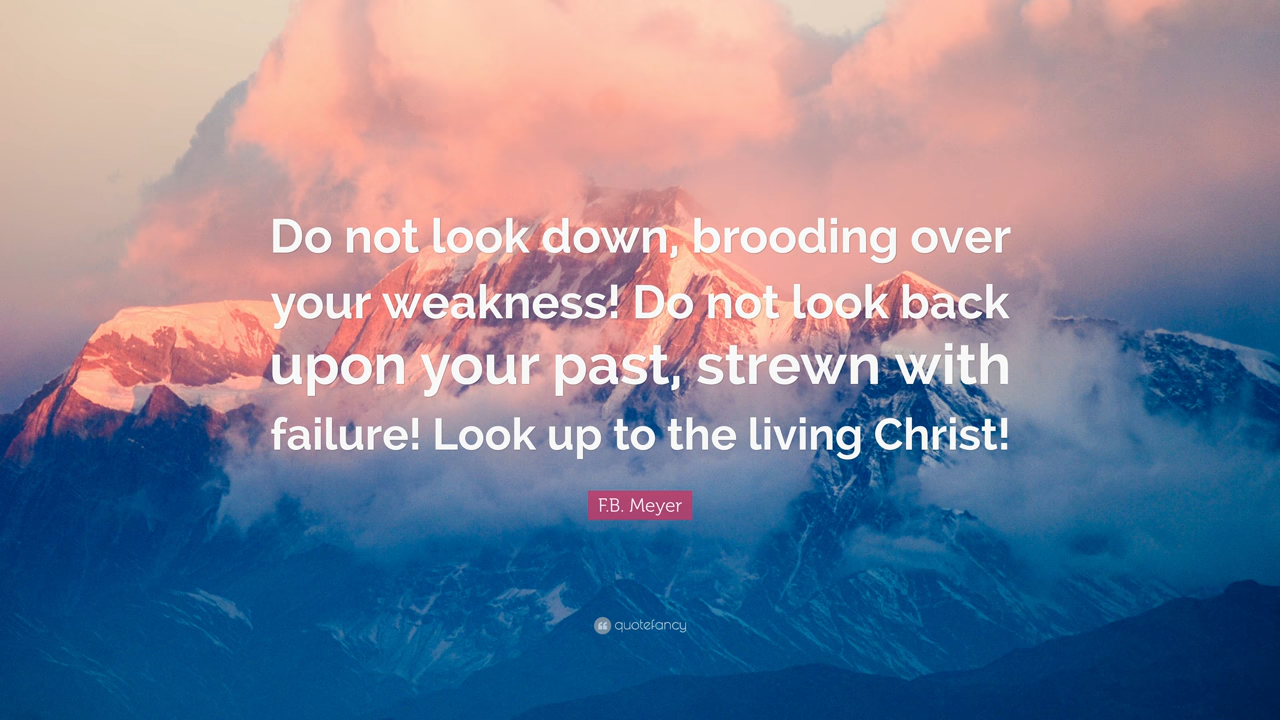 Do not look down, brooding over
your weakness! Do not look back
upon your past, strewn with
failure! Look up to the living Christ!
F.B. Meyer
quotefancy